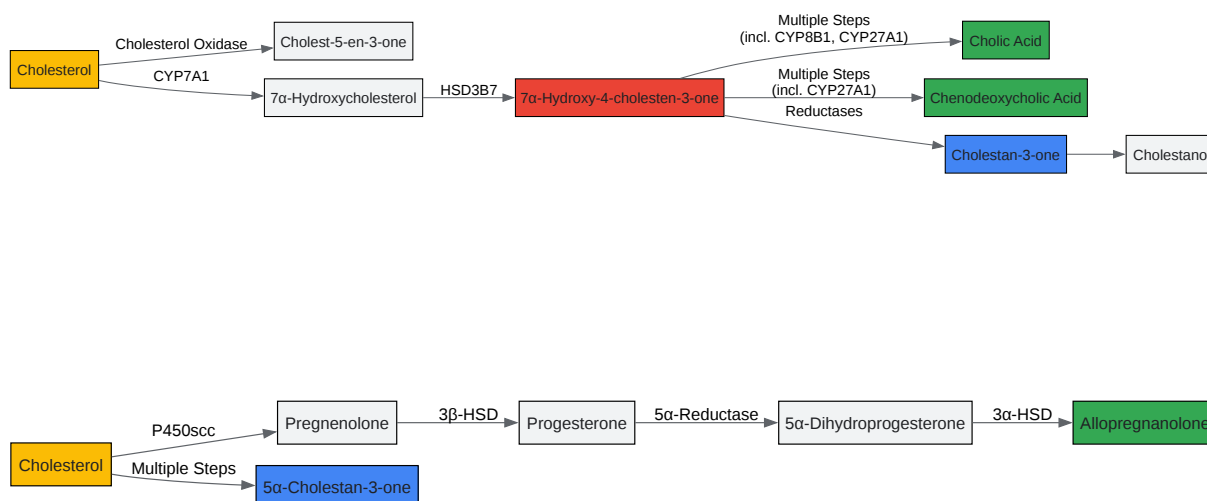 Cholesterol
Cholesterol Oxidase
Cholest-5-en-3-one
CYP7A1
7α-Hydroxycholesterol
HSD3B7
7α-Hydroxy-4-cholesten-3-one
Multiple Steps
(incl. CYP8B1, CYP27A1)
Cholic Acid
Multiple Steps
(incl. CYP27A1)
Chenodeoxycholic Acid
Reductases
Cholestan-3-one
Cholestano
Cholesterol
P450scc
Pregnenolone
3β-HSD
Progesterone
5α-Reductase
5α-Dihydroprogesterone
3α-HSD
Allopregnanolone
Multiple Steps
5α-Cholestan-3-one